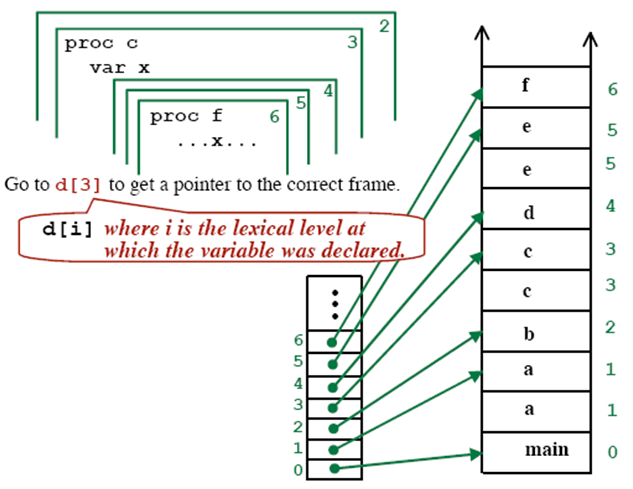 2
proc c 3
var x
4
5
proc f 6
...x...
Go to d[3] to get a pointer to the correct frame.
d[i] where i is the lexical level at
which the variable was declared.
6
5
4
3
2
1
0
f 6
e 5
e 5
d 4
c 3
c 3
b 2
a 1
a 1
main 0